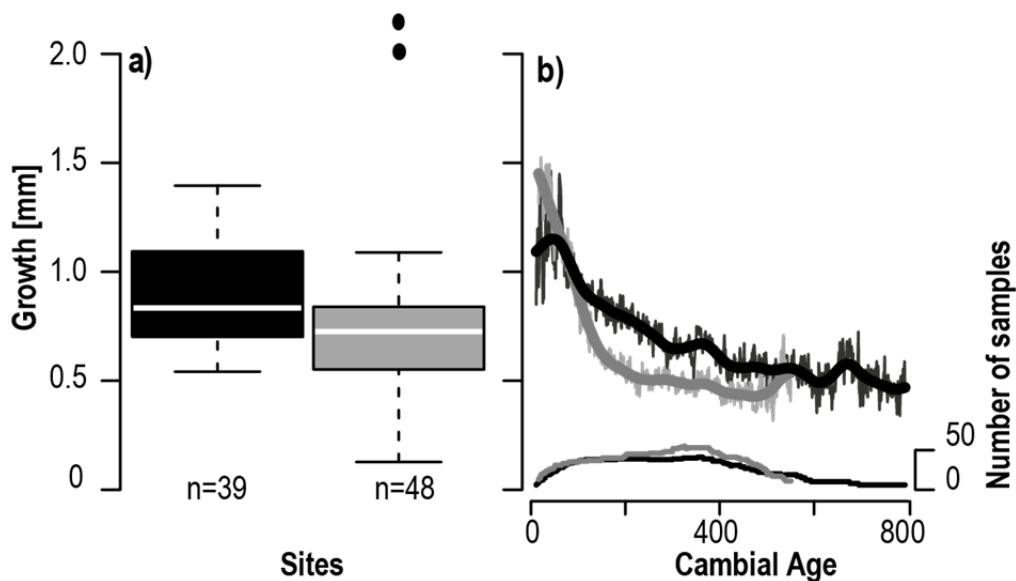 a)
b)
Growth [mm]
2.0
1.5
1.0
0.5
0
n=39
n=48
Sites
Number of samples
50
0
0
400
800
Cambial Age